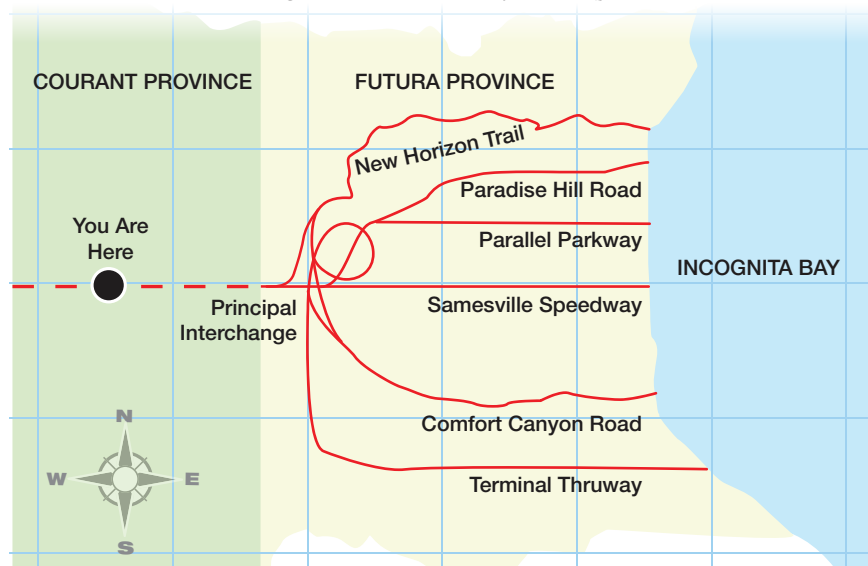 COURANT PROVINCE
FUTURA PROVINCE
New Horizon Trail
Paradise Hill Road
You Are
Here
Parallel Parkway
INCOGNITA BAY
Principal
Interchange
Samesville Speedway
Comfort Canyon Road
Terminal Thruway
N
W
E
S